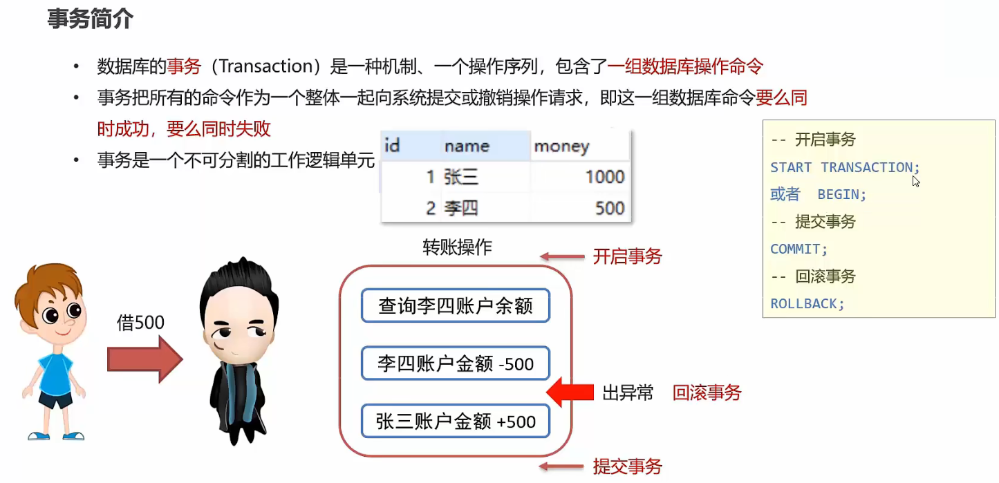 事务简介
• 数据库的事务（Transaction）是一种机制、一个操作序列，包含了一组数据库操作命令
• 事务把所有的命令作为一个整体一起向系统提交或撤销操作请求，即这一组数据库命令要么同
时成功，要么同时失败
• 事务是一个不可分割的工作逻辑单元
id name money
1 张三 1000
2 李四 500
-- 开启事务
START TRANSACTION;
或者 BEGIN;
-- 提交事务
COMMIT;
-- 回滚事务
ROLLBACK;
借500
转账操作
开启事务
查询李四账户余额
李四账户金额 -500
出异常 回滚事务
张三账户金额 +500
提交事务